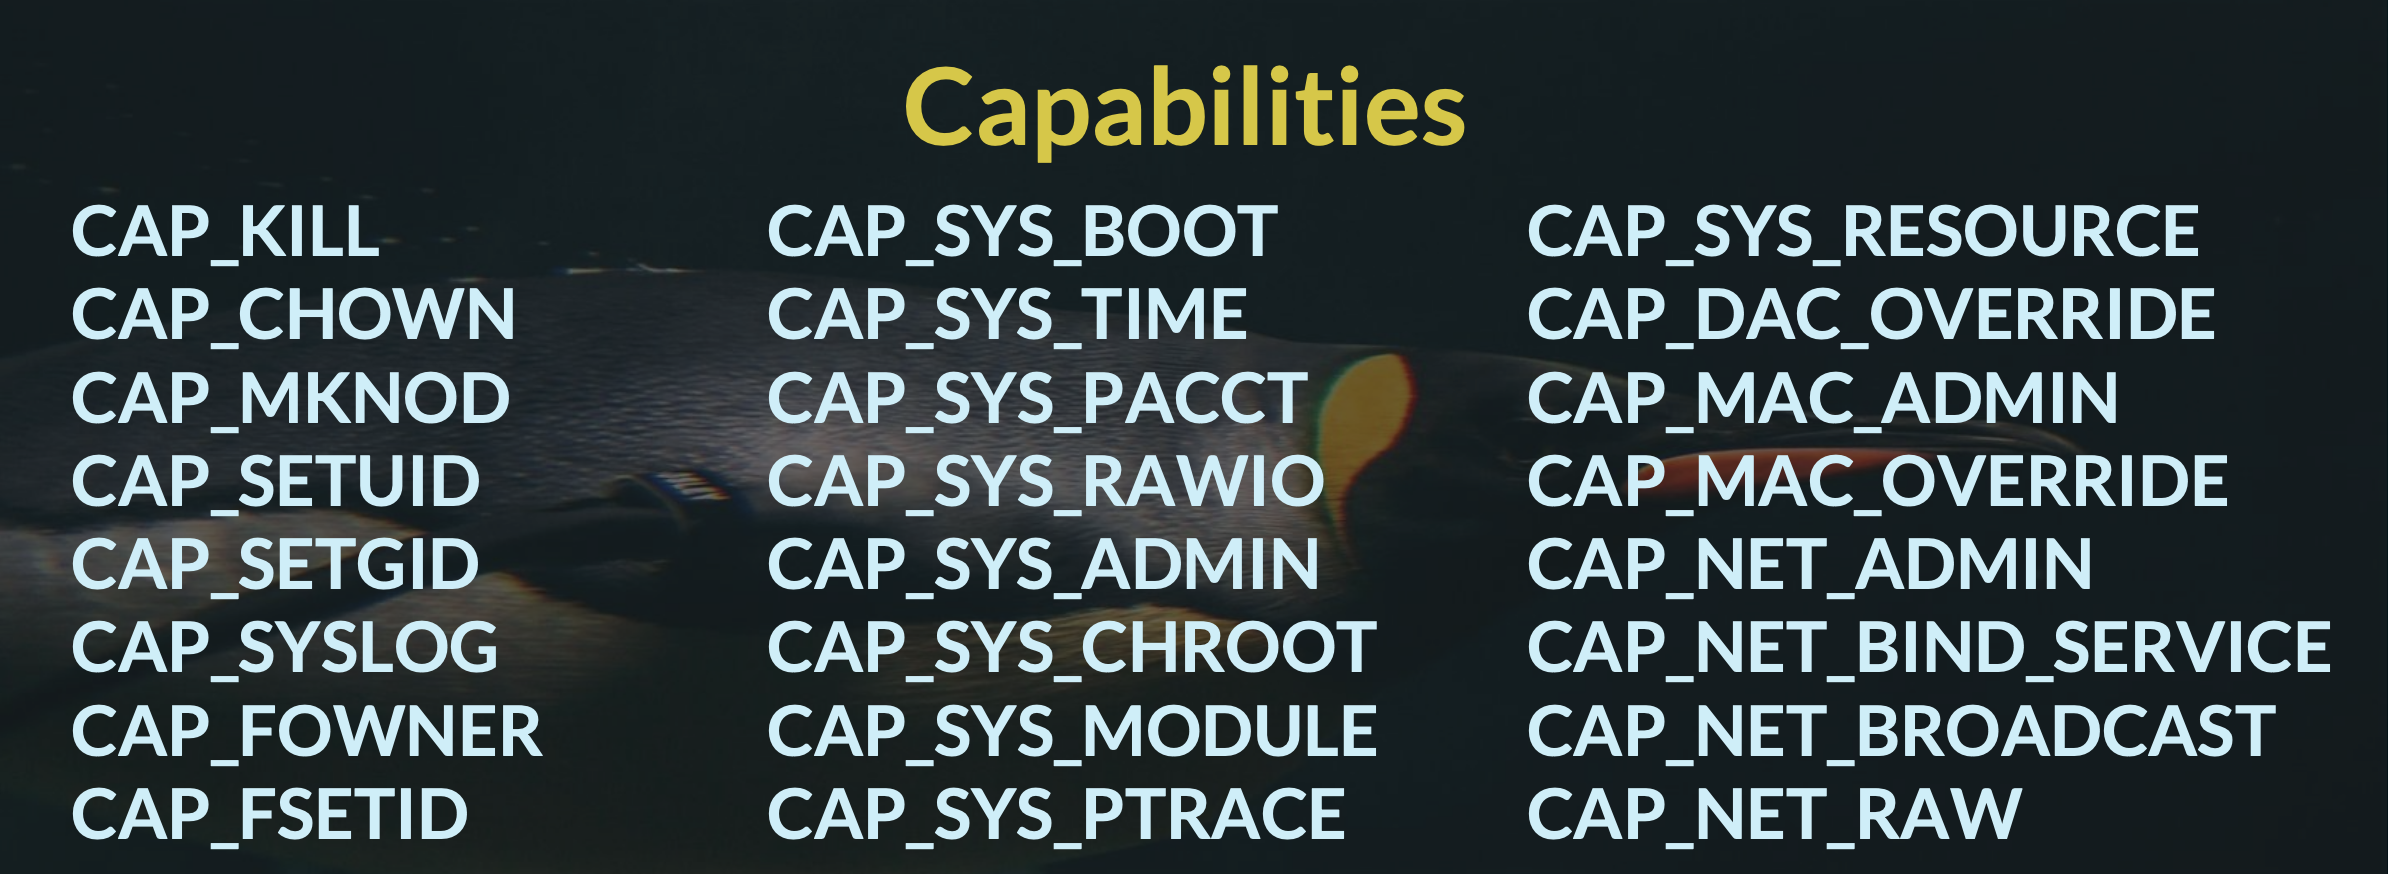 Capabilities
CAP_KILL
CAP_CHOWN
CAP_MKNOD
CAP_SETUID
CAP_SETGID
CAP_SYSLOG
CAP_FOWNER
CAP_FSETID
CAP_SYS_BOOT
CAP_SYS_TIME
CAP_SYS_PACCT
CAP_SYS_RAWIO
CAP_SYS_ADMIN
CAP_SYS_CHROOT
CAP_SYS_MODULE
CAP_SYS_PTRACE
CAP_SYS_RESOURCE
CAP_DAC_OVERRIDE
CAP_MAC_ADMIN
CAP_MAC_OVERRIDE
CAP_NET_ADMIN
CAP_NET_BIND_SERVICE
CAP_NET_BROADCAST
CAP_NET_RAW